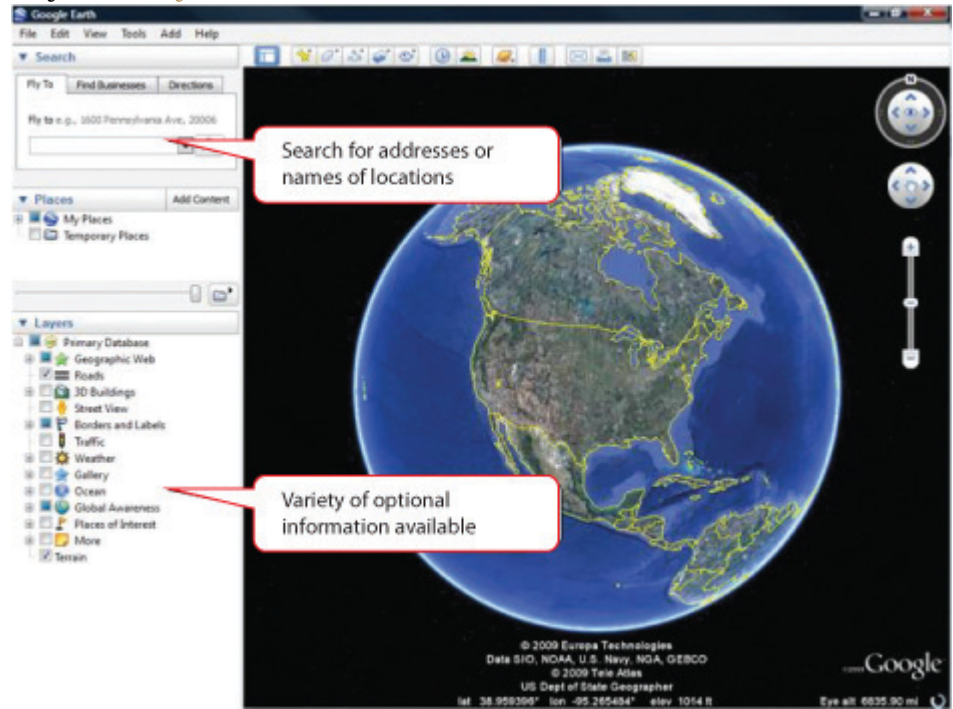 Google Earth
File Edit View Tools Add Help
Search
Fly To Find Businesses Directions
Fly to e.g., 1600 Pennsylvania Ave, 20006
Search for addresses or
names of locations
Places Add Content
My Places
Temporary Places
Layers
Primary Database
Geographic Web
Roads
3D Buildings
Street View
Borders and Labels
Traffic
Weather
Gallery
Ocean
Global Awareness
Places of Interest
More
Terrain
Variety of optional
information available
N
© 2009 Europa Technologies
Data SIO, NOAA, U.S. Navy, NGA, GEBCO
© 2009 Tele Atlas
US Dept of State Geographer
Google
lat 38.959396° lon -95.265484° elev 1014 ft
Eye alt 6835.90 mi